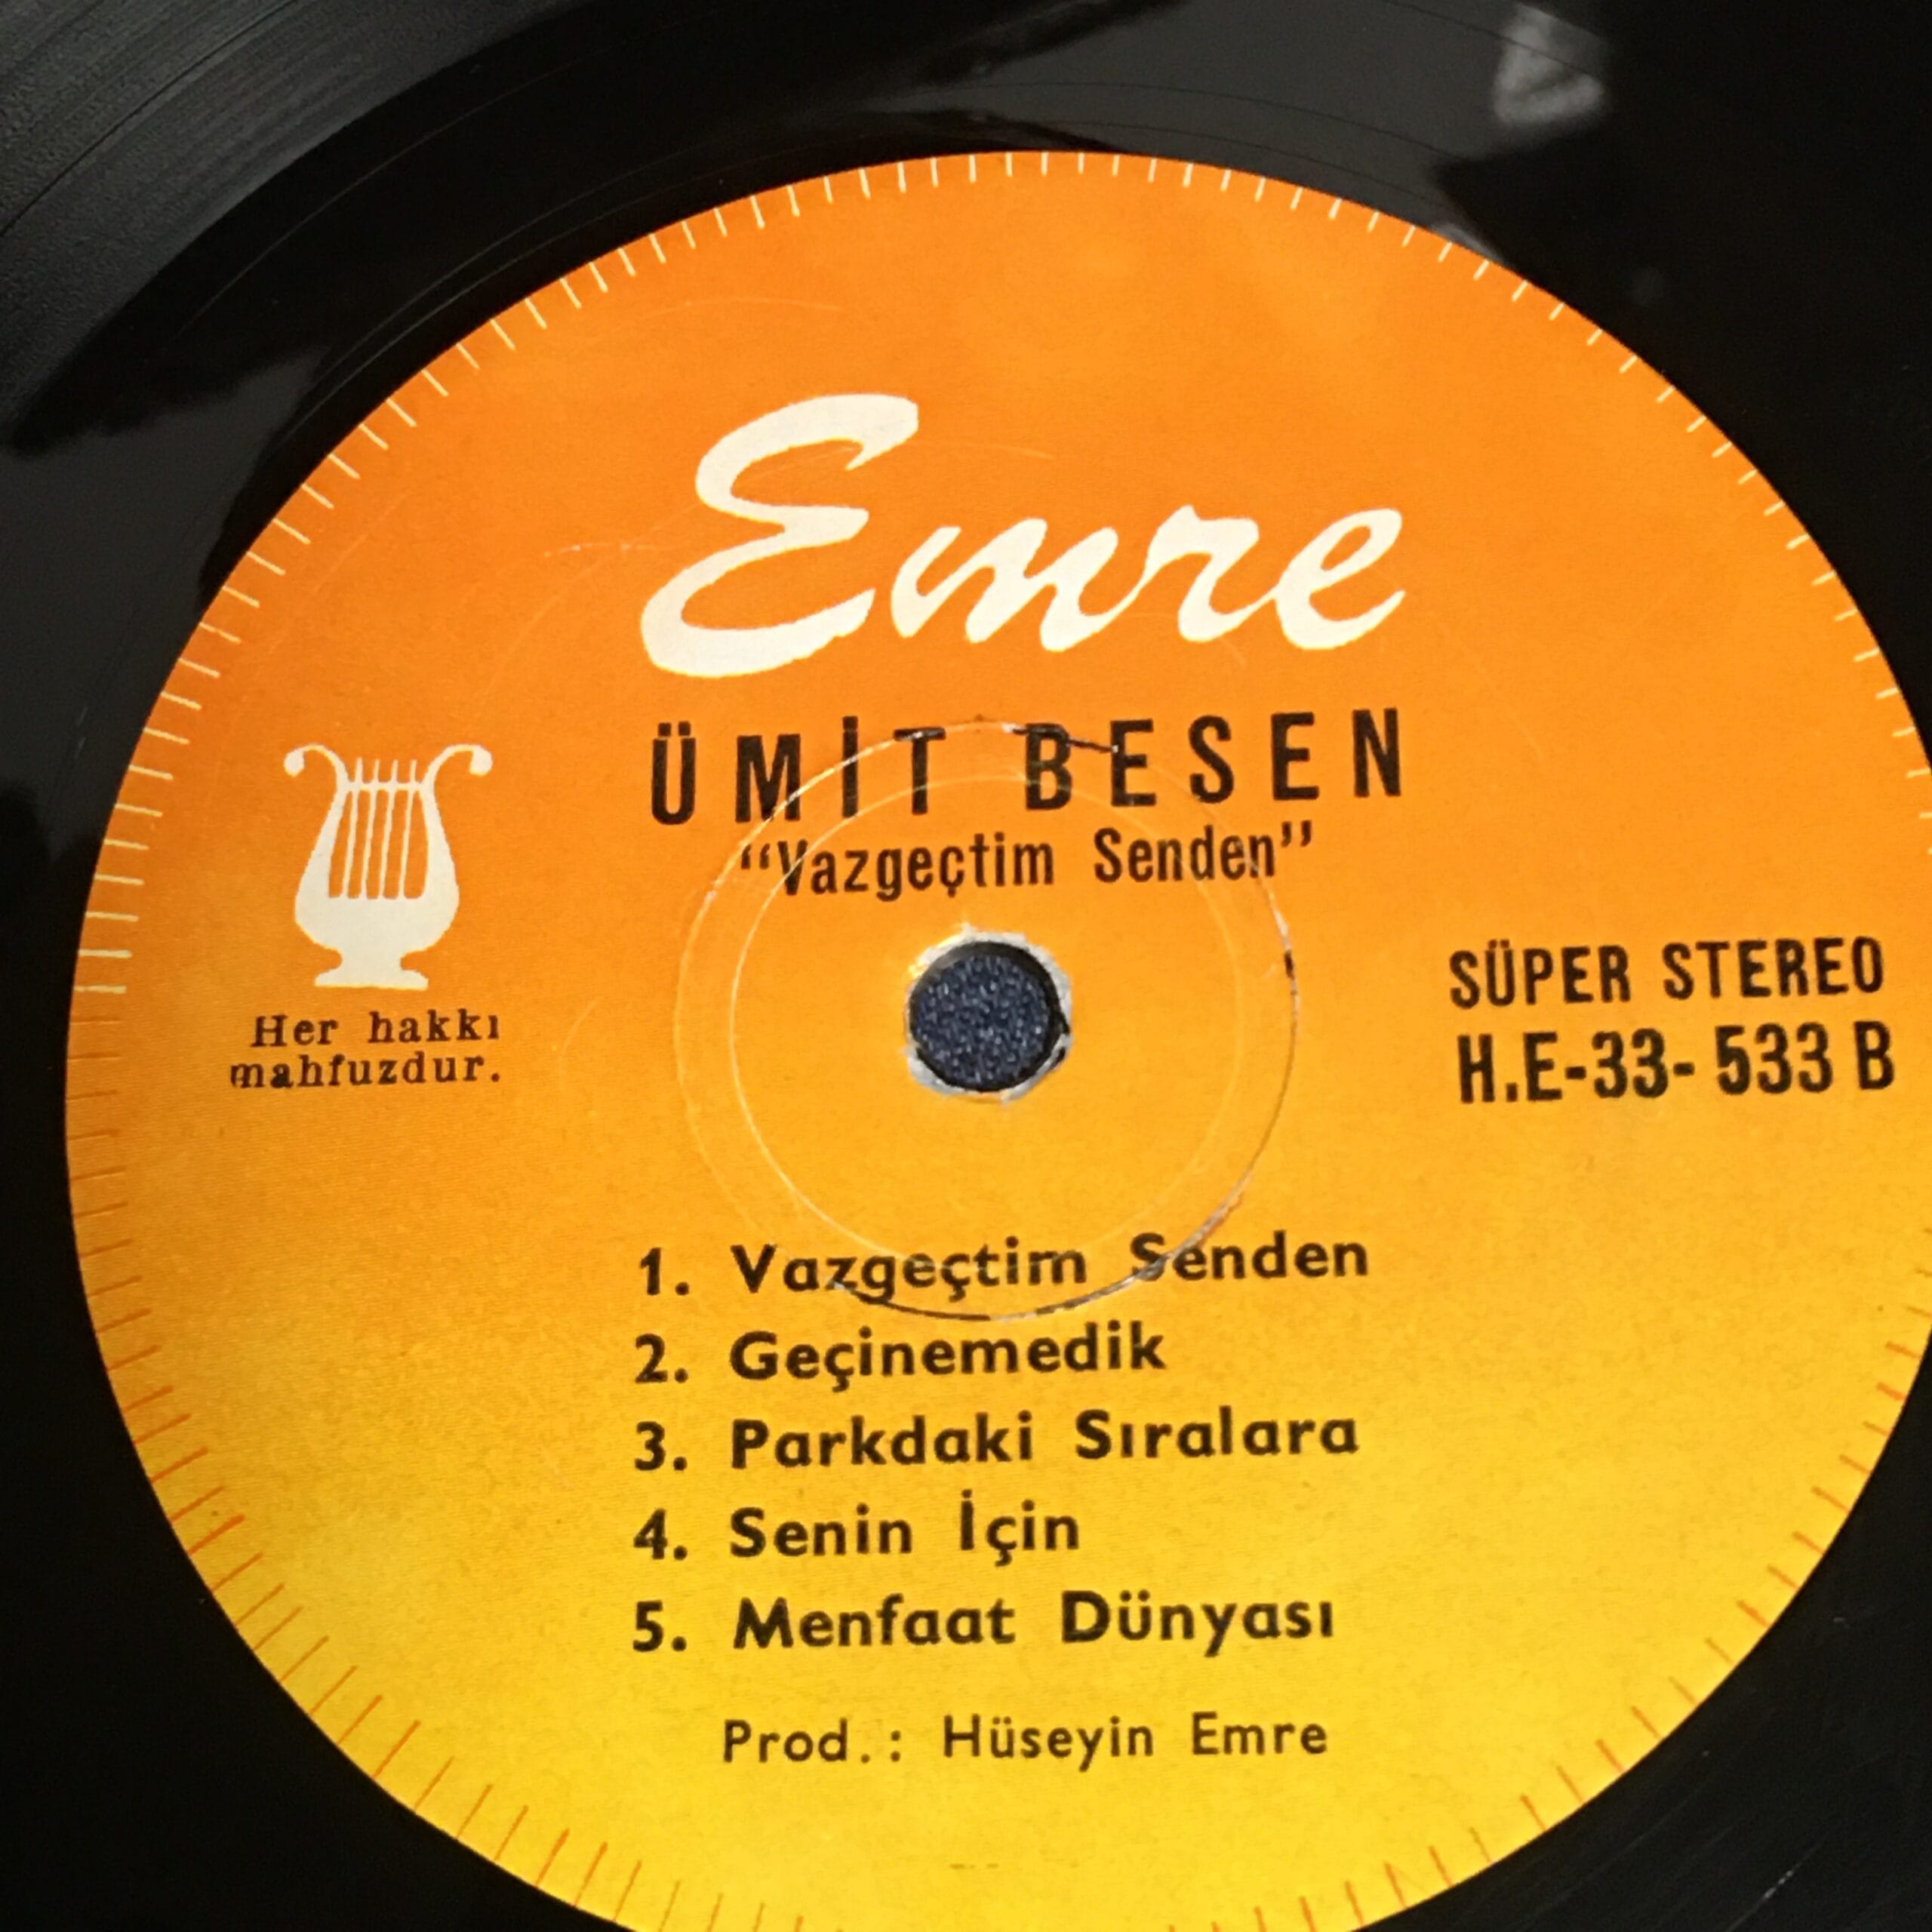 Emre
ÜMİT BESEN
“Vazgeçtim Senden”
Her hakkı
mahfuzdur.
SÜPER STEREO
H.E-33-533 B
1. Vazgeçtim Senden
2. Geçinemedik
3. Parkdaki Sıralara
4. Senin İçin
5. Menfaat Dünyası
Prod.: Hüseyin Emre